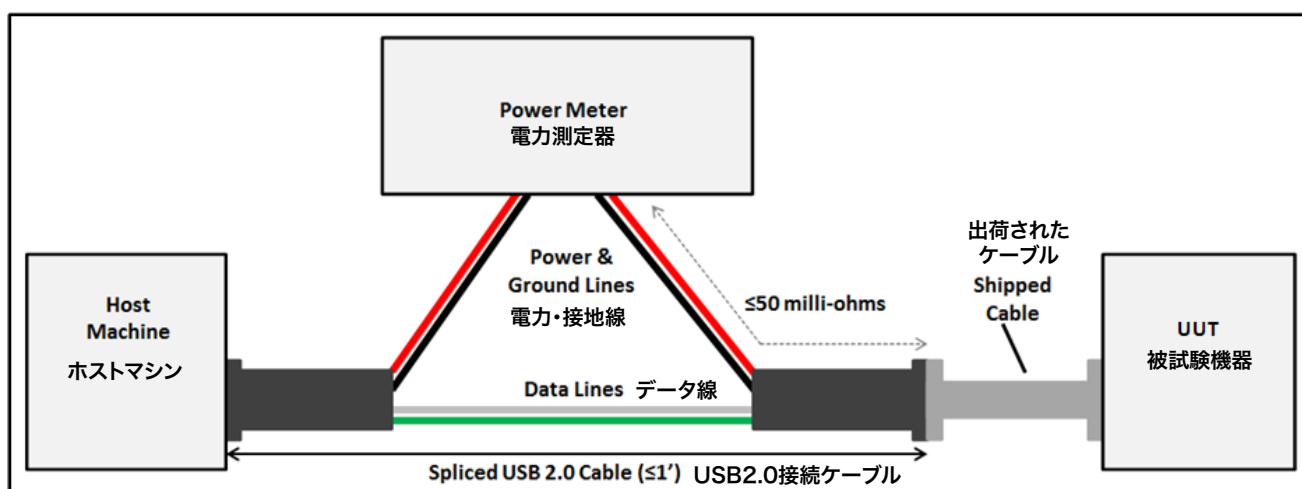 Power Meter
電力測定器
Host
Machine
ホストマシン
Power &
Ground Lines
電力・接地線
≤50 milli-ohms
出荷された
ケーブル
Shipped
Cable
UUT
被試験機器
Data Lines データ線
Spliced USB 2.0 Cable (≤1’) USB2.0接続ケーブル